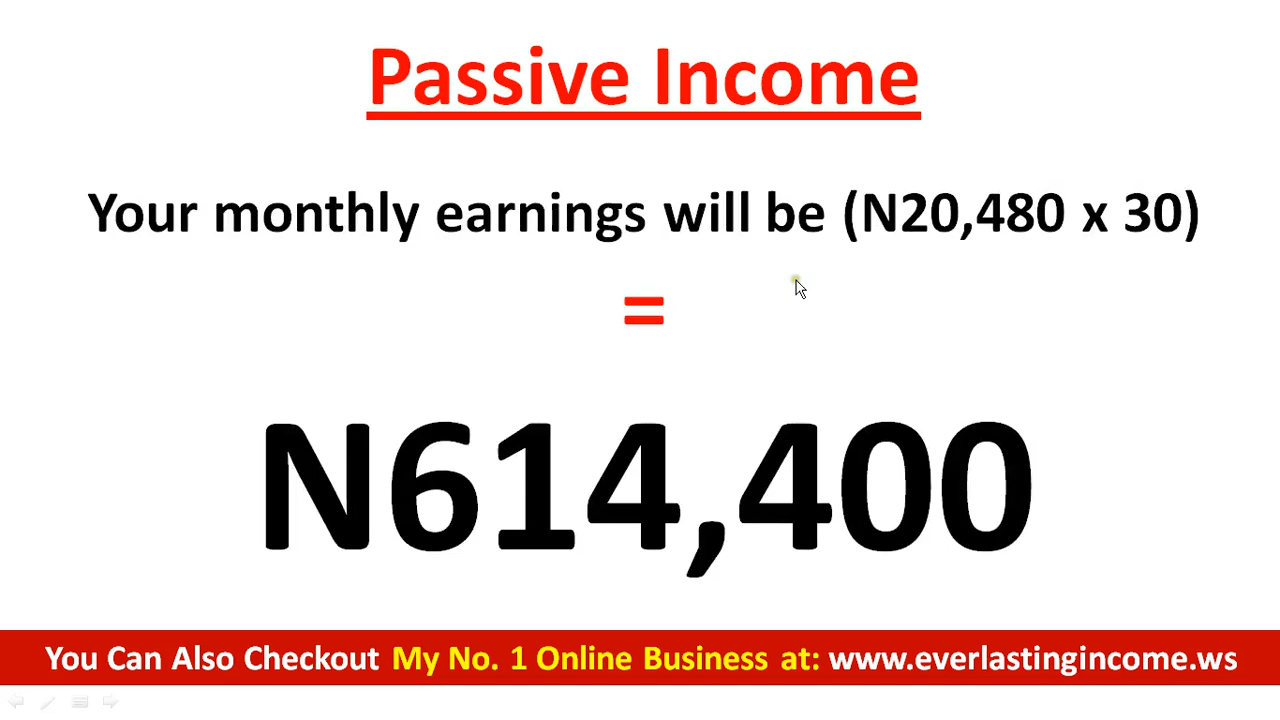 Passive Income
Your monthly earnings will be (N20,480 x 30)
=
N614,400
You Can Also Checkout My No. 1 Online Business at: www.everlastingincome.ws